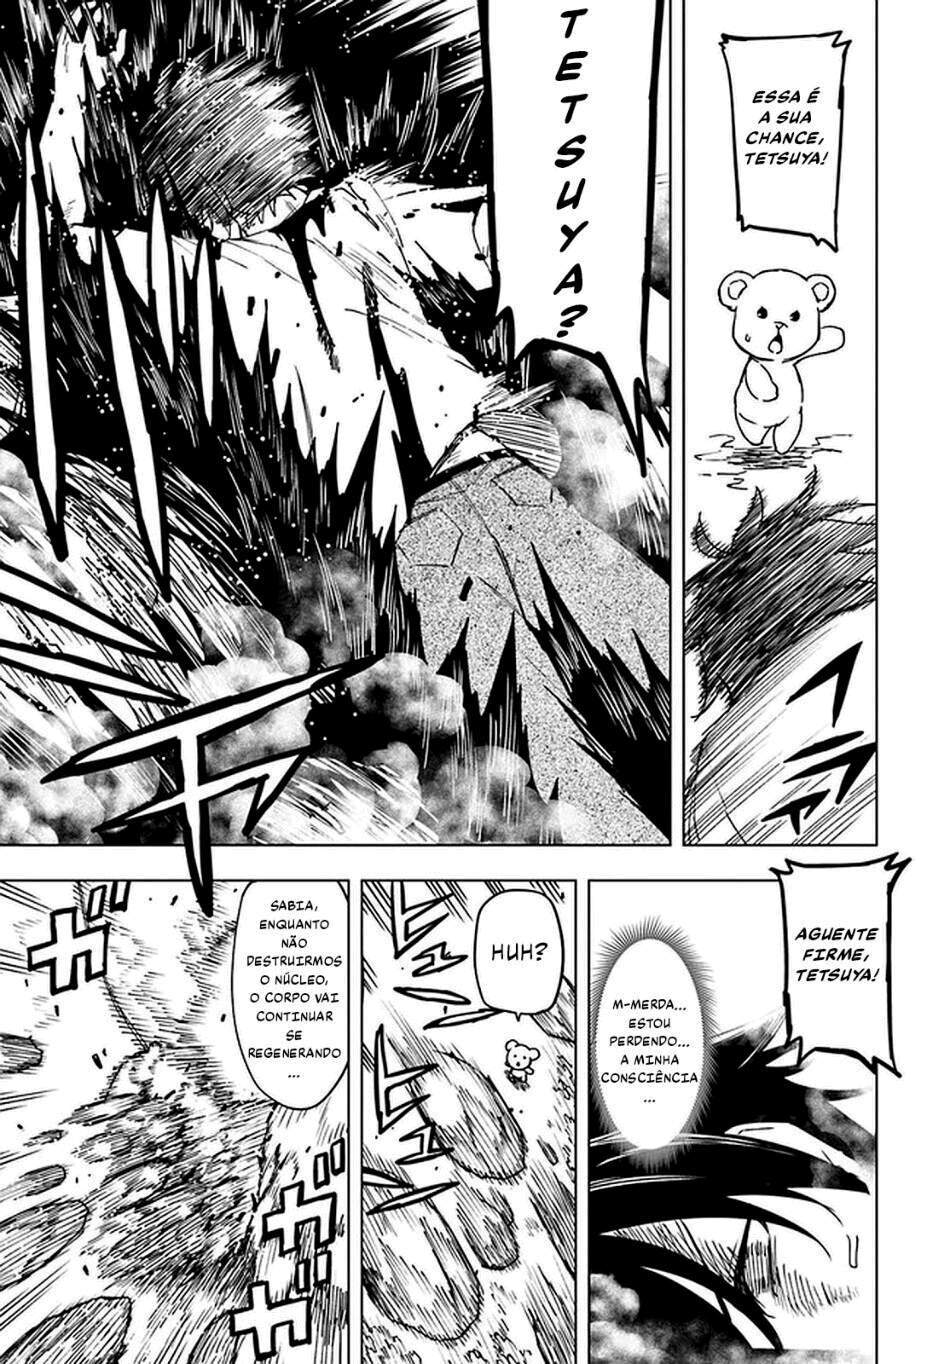 ESSA É
A SUA
CHANCE,
TETSUYA!
TETSUYA?
AGUENTE
FIRME,
TETSUYA!
M-MERDA...
ESTOU
PERDENDO...
A MINHA
CONSCIÊNCIA
...
HUH?
SABIA,
ENQUANTO
NÃO
DESTRUIRMOS
O NÚCLEO,
O CORPO VAI
CONTINUAR
SE
REGENERANDO
...